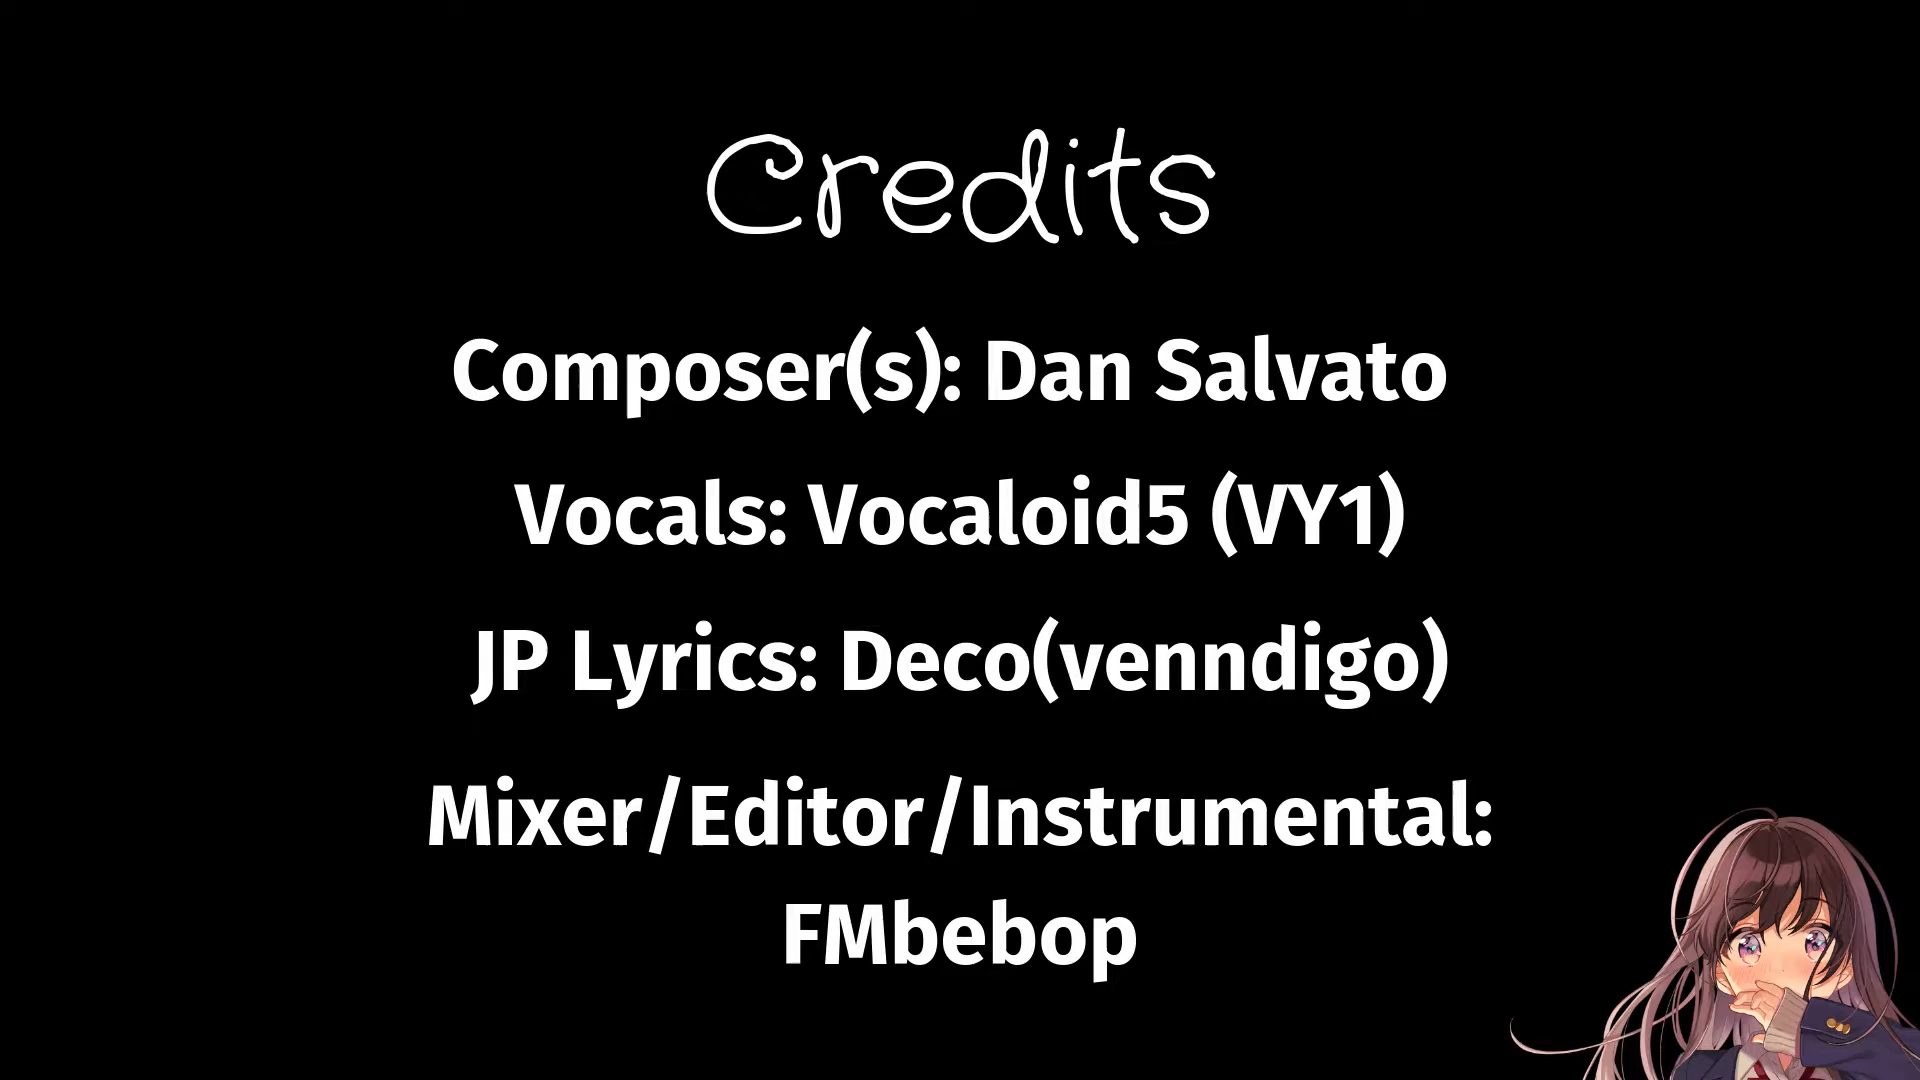 Credits
Composer(s): Dan Salvato
Vocals: Vocaloid5 (VY1)
JP Lyrics: Deco(venndigo)
Mixer/Editor/Instrumental:
FMbebop